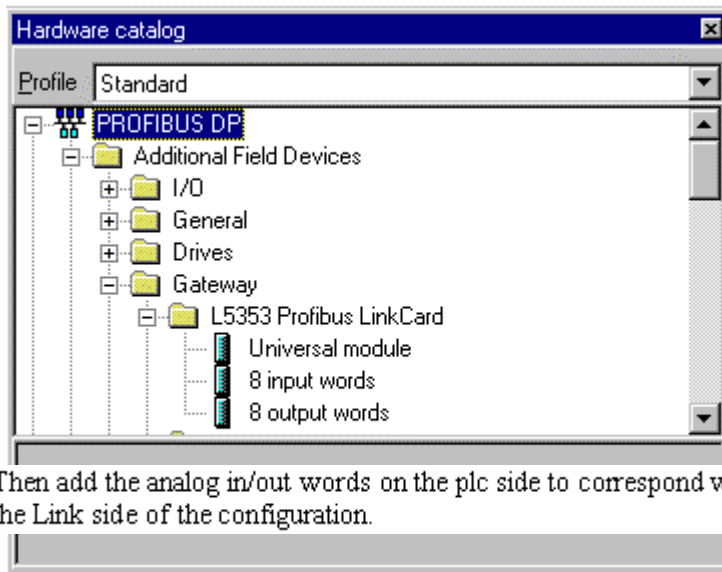 Hardware catalog
Profile Standard
PROFIBUS DP
Additional Field Devices
I/O
General
Drives
Gateway
L5353 Profibus LinkCard
Universal module
8 input words
8 output words
Then add the analog in/out words on the plc side to correspond
the Link side of the configuration.